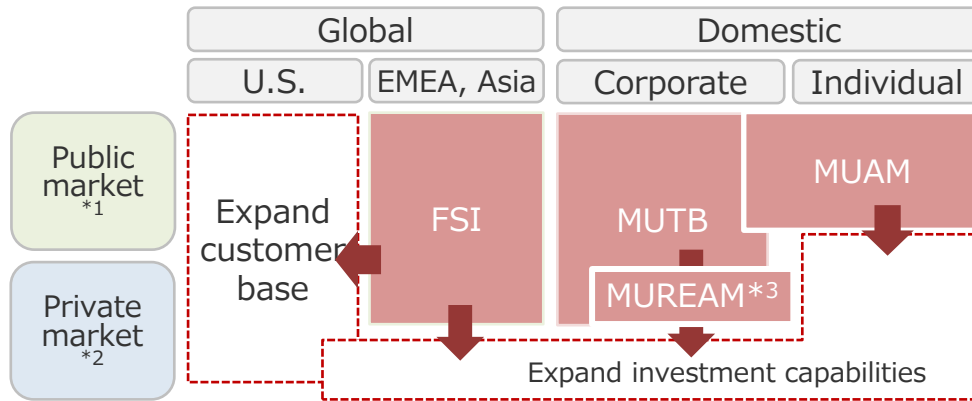 Global
Domestic
U.S.
EMEA, Asia
Corporate
Individual
Public
market
*1
Private
market
*2
Expand
customer
base
FSI
MUTB
MUAM
MUREAM*3
Expand investment capabilities